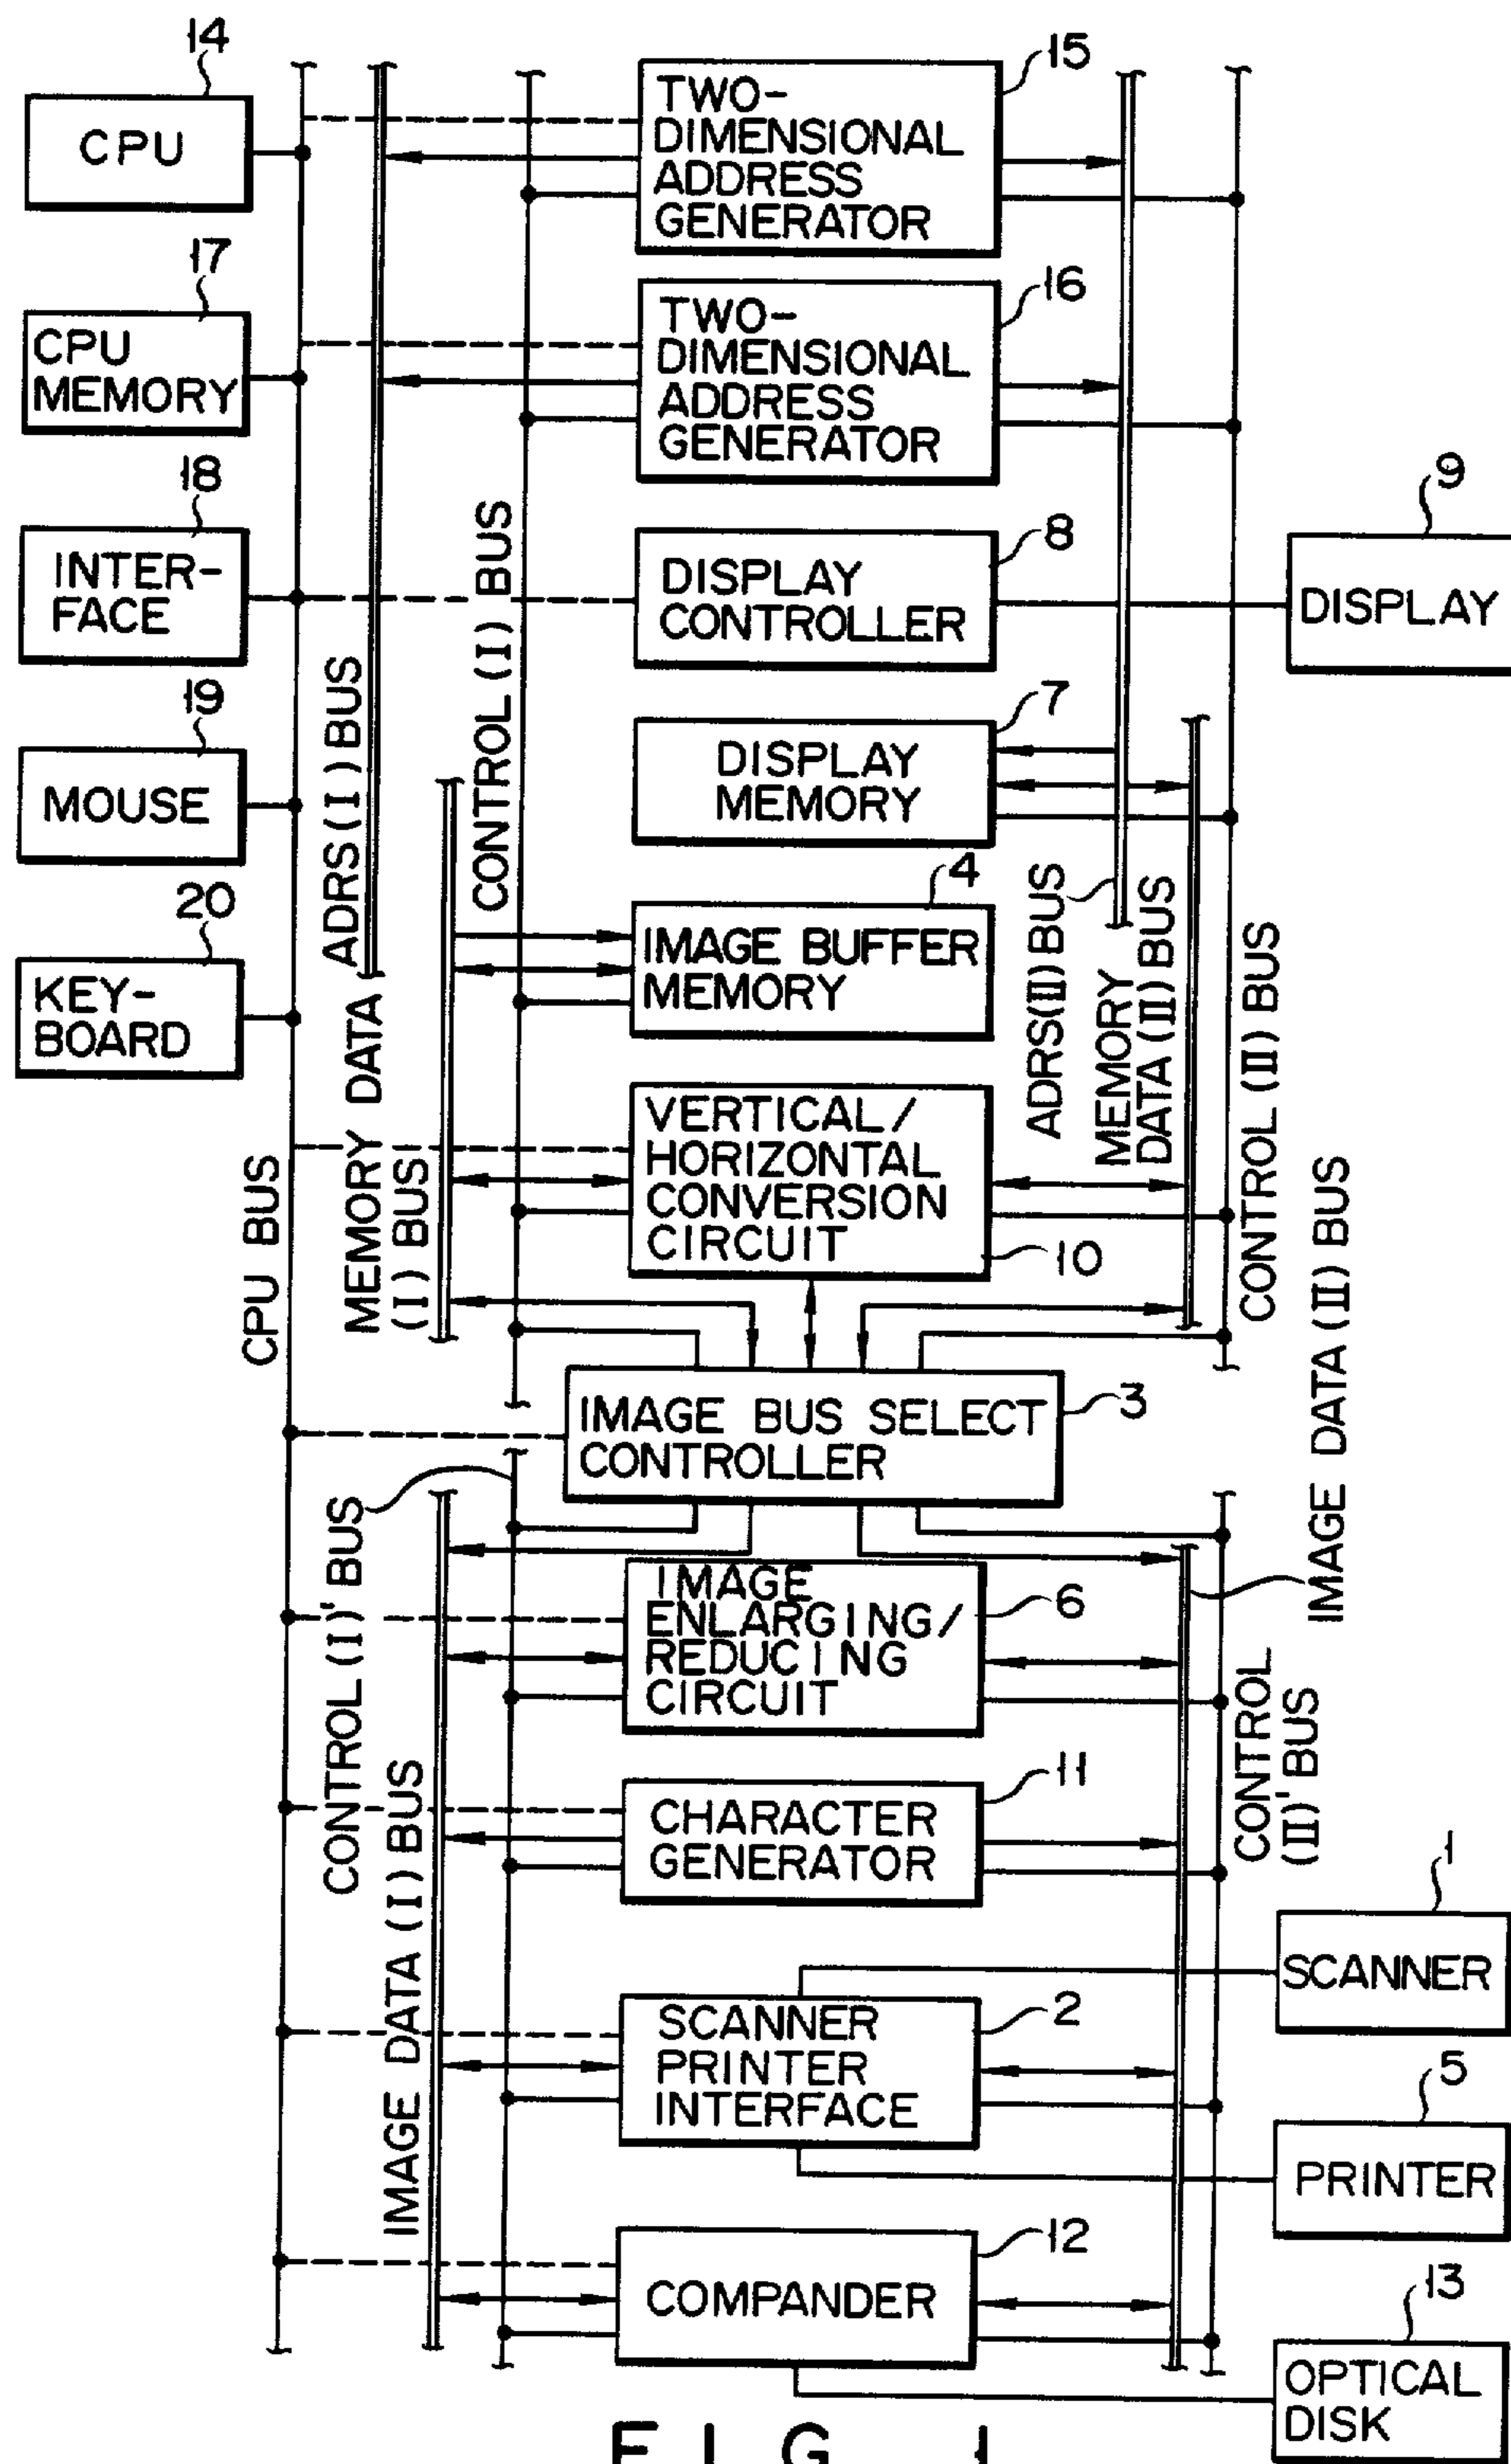 14
CPU
17
CPU
MEMORY
18
INTER-
FACE
19
MOUSE
20
KEY-
BOARD
CPU BUS
ADRS(I) BUS
MEMORY DATA
(I) BUS
CONTROL(I) BUS
15
TWO-
DIMENSIONAL
ADDRESS
GENERATOR
16
TWO-
DIMENSIONAL
ADDRESS
GENERATOR
8
DISPLAY
CONTROLLER
9
DISPLAY
7
DISPLAY
MEMORY
4
IMAGE BUFFER
MEMORY
VERTICAL/
HORIZONTAL
CONVERSION
CIRCUIT
10
ADRS(II) BUS
MEMORY
DATA(II) BUS
CONTROL(II) BUS
IMAGE DATA(II) BUS
3
IMAGE BUS SELECT
CONTROLLER
CONTROL(I)' BUS
IMAGE DATA(I) BUS
6
IMAGE
ENLARGING/
REDUCING
CIRCUIT
CONTROL
(II)' BUS
11
CHARACTER
GENERATOR
1
SCANNER
2
SCANNER
PRINTER
INTERFACE
5
PRINTER
12
COMPANDER
13
OPTICAL
DISK
FIG. 1